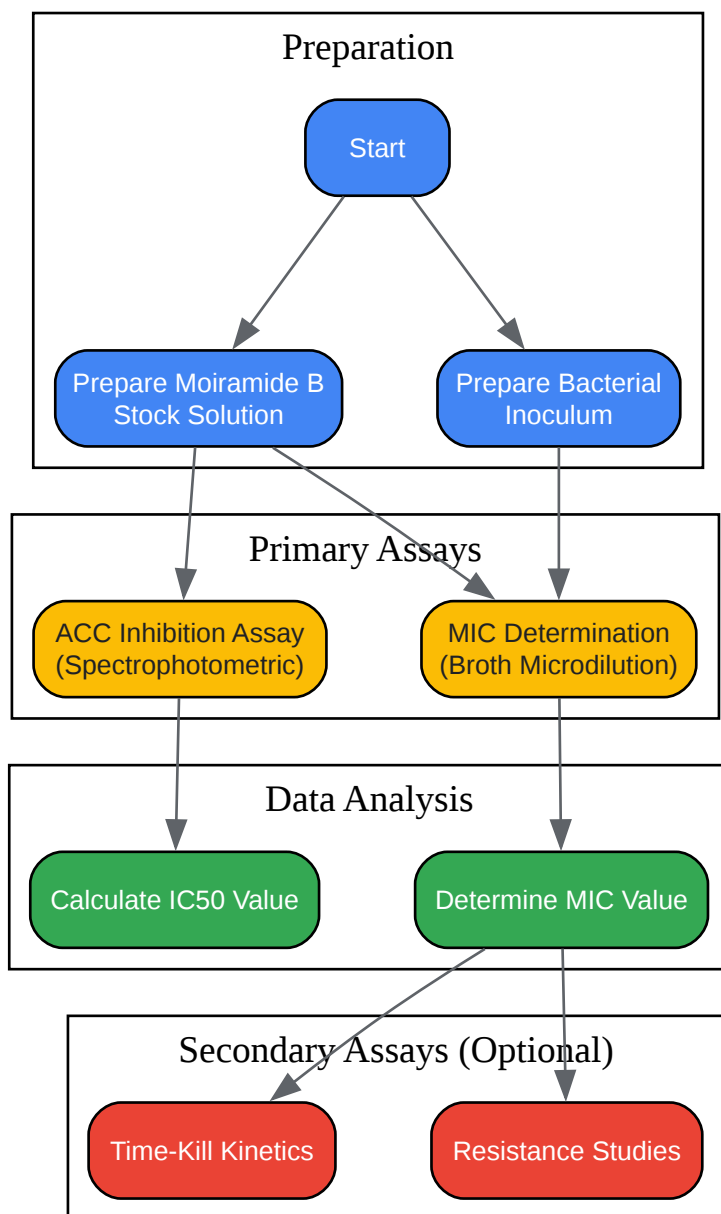 Preparation
Start
Prepare Moiramide B
Stock Solution
Prepare Bacterial
Inoculum
Primary Assays
ACC Inhibition Assay
(Spectrophotometric)
MIC Determination
(Broth Microdilution)
Data Analysis
Calculate IC50 Value
Determine MIC Value
Secondary Assays (Optional)
Time-Kill Kinetics
Resistance Studies